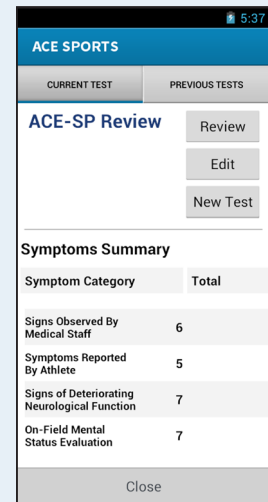 5:37
ACE SPORTS
CURRENT TEST PREVIOUS TESTS
ACE-SP Review
Review
Edit
New Test
Symptoms Summary
Symptom Category Total
Signs Observed By
Medical Staff
6
Symptoms Reported
By Athlete
5
Signs of Deteriorating
Neurological Function
7
On-Field Mental
Status Evaluation
7
Close